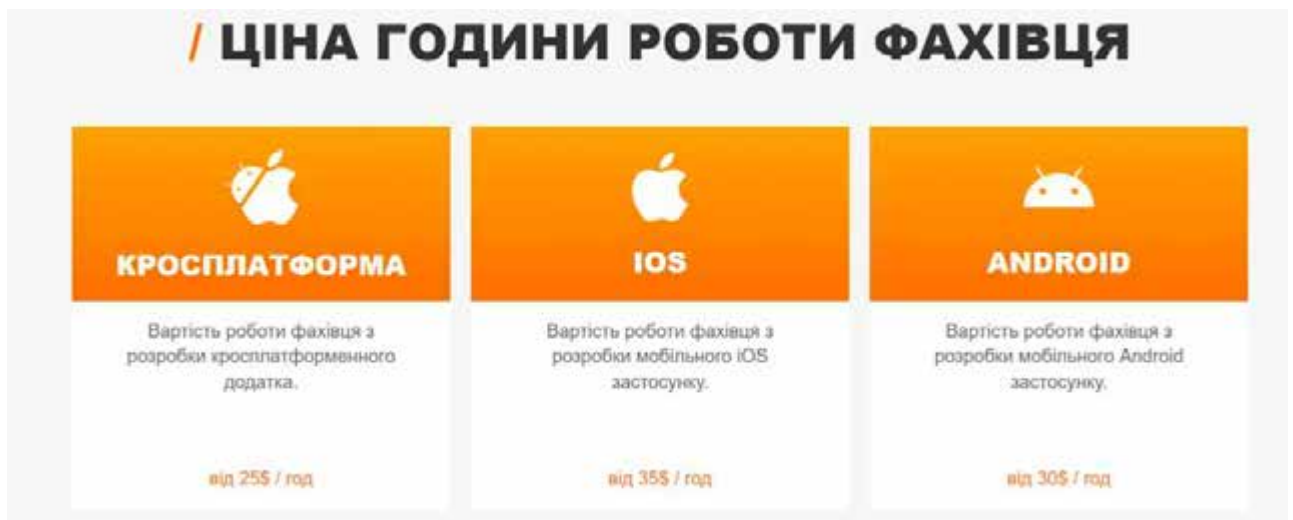 / ЦІНА ГОДИНИ РОБОТИ ФАХІВЦЯ
КРОСПЛАТФОРМА
Вартість роботи фахівця з
розробки кросплатформенного
додатка.
від 25$ / год
IOS
Вартість роботи фахівця з
розробки мобільного iOS
застосунку.
від 35$ / год
ANDROID
Вартість роботи фахівця з
розробки мобільного Android
застосунку.
від 30$ / год